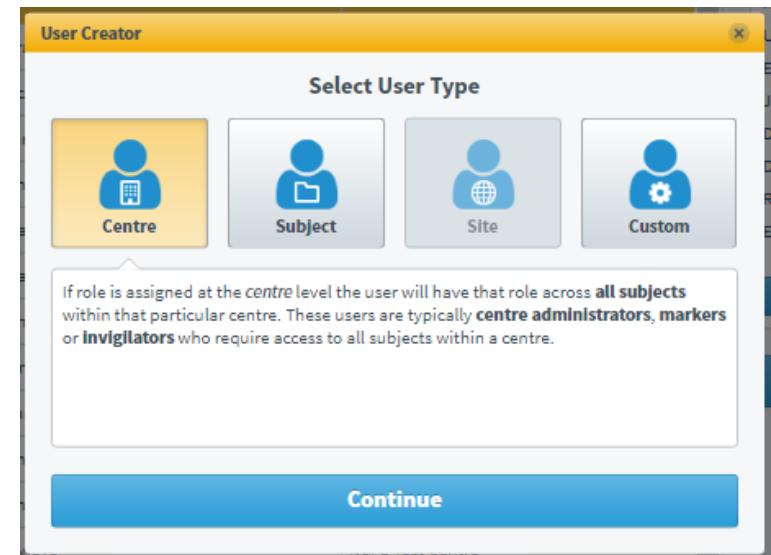 User Creator
Select User Type
Centre
Subject
Site
Custom
If role is assigned at the centre level the user will have that role across all subjects
within that particular centre. These users are typically centre administrators, markers
or invigilators who require access to all subjects within a centre.
Continue